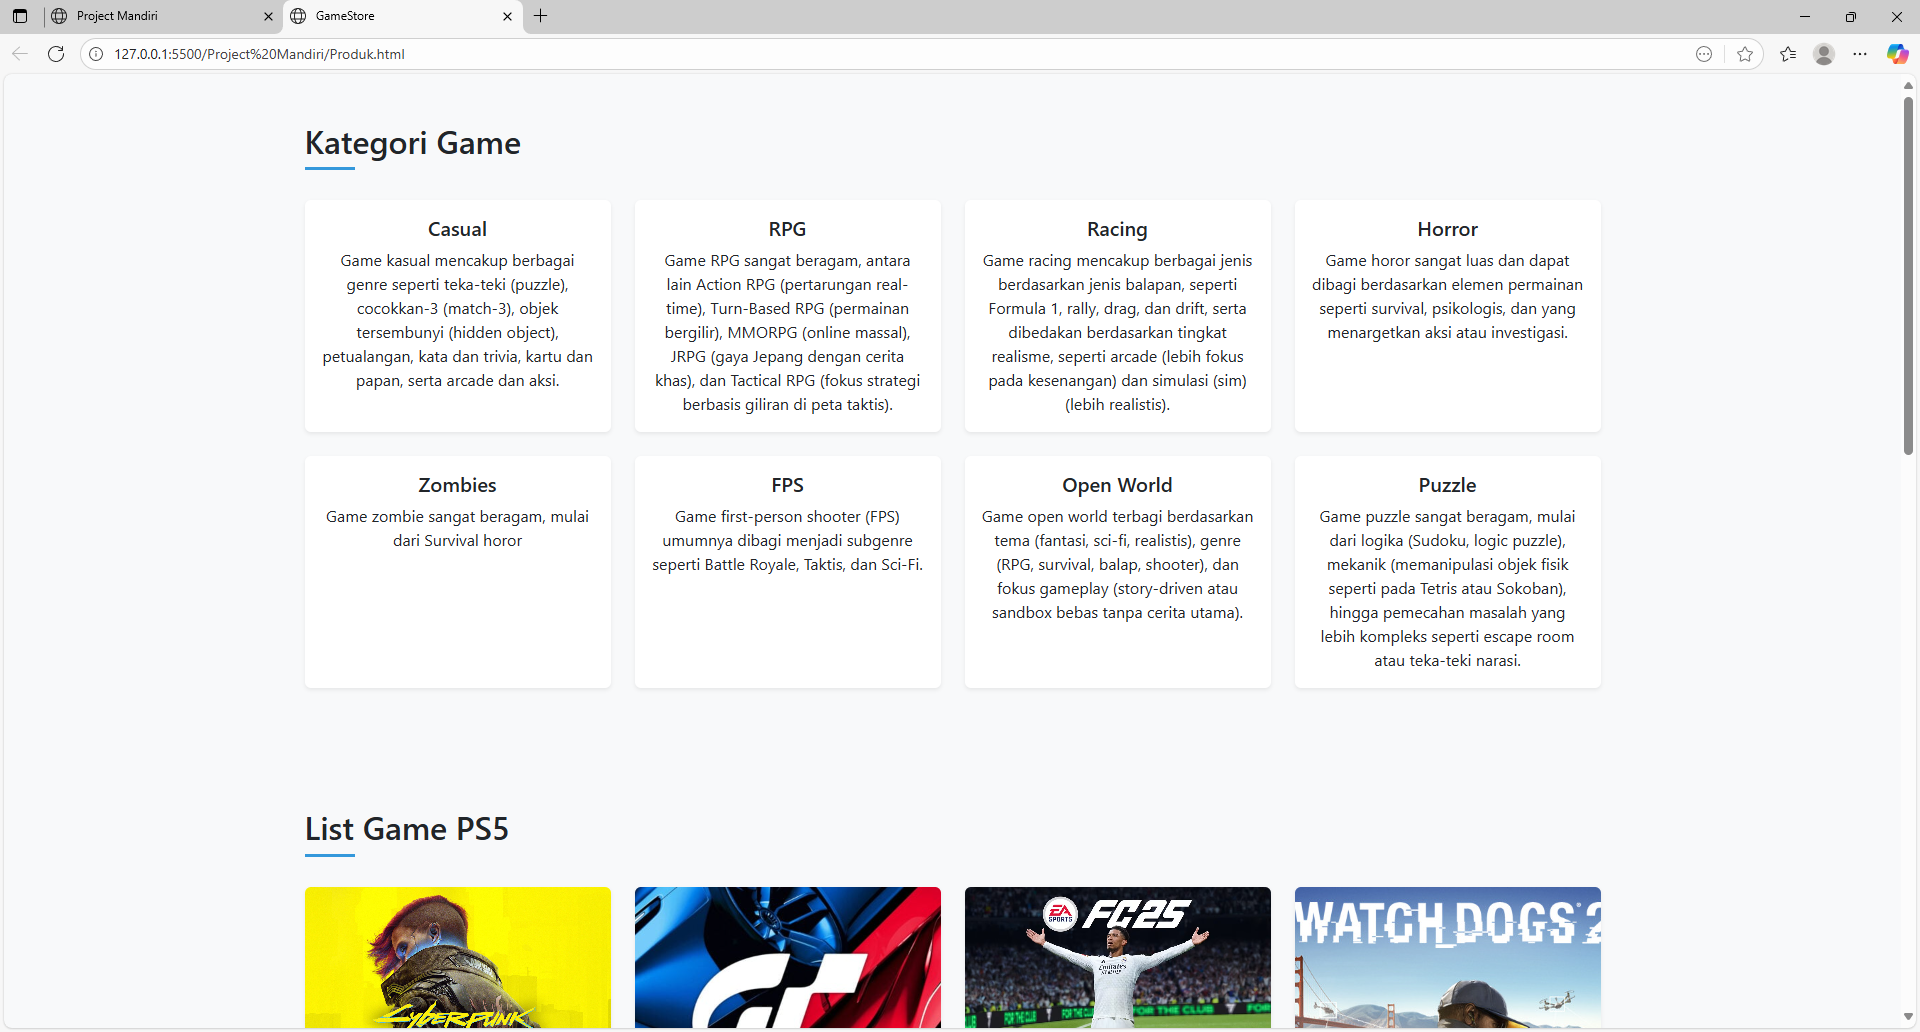 Project Mandiri
GameStore
127.0.0.1:5500/Project%20Mandiri/Produk.html
Kategori Game
Casual
Game kasual mencakup berbagai
genre seperti teka-teki (puzzle),
cocokkan-3 (match-3), objek
tersembunyi (hidden object),
petualangan, kata dan trivia, kartu dan
papan, serta arcade dan aksi.
RPG
Game RPG sangat beragam, antara
lain Action RPG (pertarungan real-
time), Turn-Based RPG (permainan
bergilir), MMORPG (online massal),
JRPG (gaya Jepang dengan cerita
khas), dan Tactical RPG (fokus strategi
berbasis giliran di peta taktis).
Racing
Game racing mencakup berbagai jenis
berdasarkan jenis balapan, seperti
Formula 1, rally, drag, dan drift, serta
dibedakan berdasarkan tingkat
realisme, seperti arcade (lebih fokus
pada kesenangan) dan simulasi (sim)
(lebih realistis).
Horror
Game horor sangat luas dan dapat
dibagi berdasarkan elemen permainan
seperti survival, psikologis, dan yang
menargetkan aksi atau investigasi.
Zombies
Game zombie sangat beragam, mulai
dari Survival horor
FPS
Game first-person shooter (FPS)
umumnya dibagi menjadi subgenre
seperti Battle Royale, Taktis, dan Sci-Fi.
Open World
Game open world terbagi berdasarkan
tema (fantasi, sci-fi, realistis), genre
(RPG, survival, balap, shooter), dan
fokus gameplay (story-driven atau
sandbox bebas tanpa cerita utama).
Puzzle
Game puzzle sangat beragam, mulai
dari logika (Sudoku, logic puzzle),
mekanik (memanipulasi objek fisik
seperti pada Tetris atau Sokoban),
hingga pemecahan masalah yang
lebih kompleks seperti escape room
atau teka-teki narasi.
List Game PS5
CYBERPUNK
GT
EA
SPORTS
FC25
Emirates
FOR THE CLUB
FOR THE CLUB
WATCH_DOGS 2